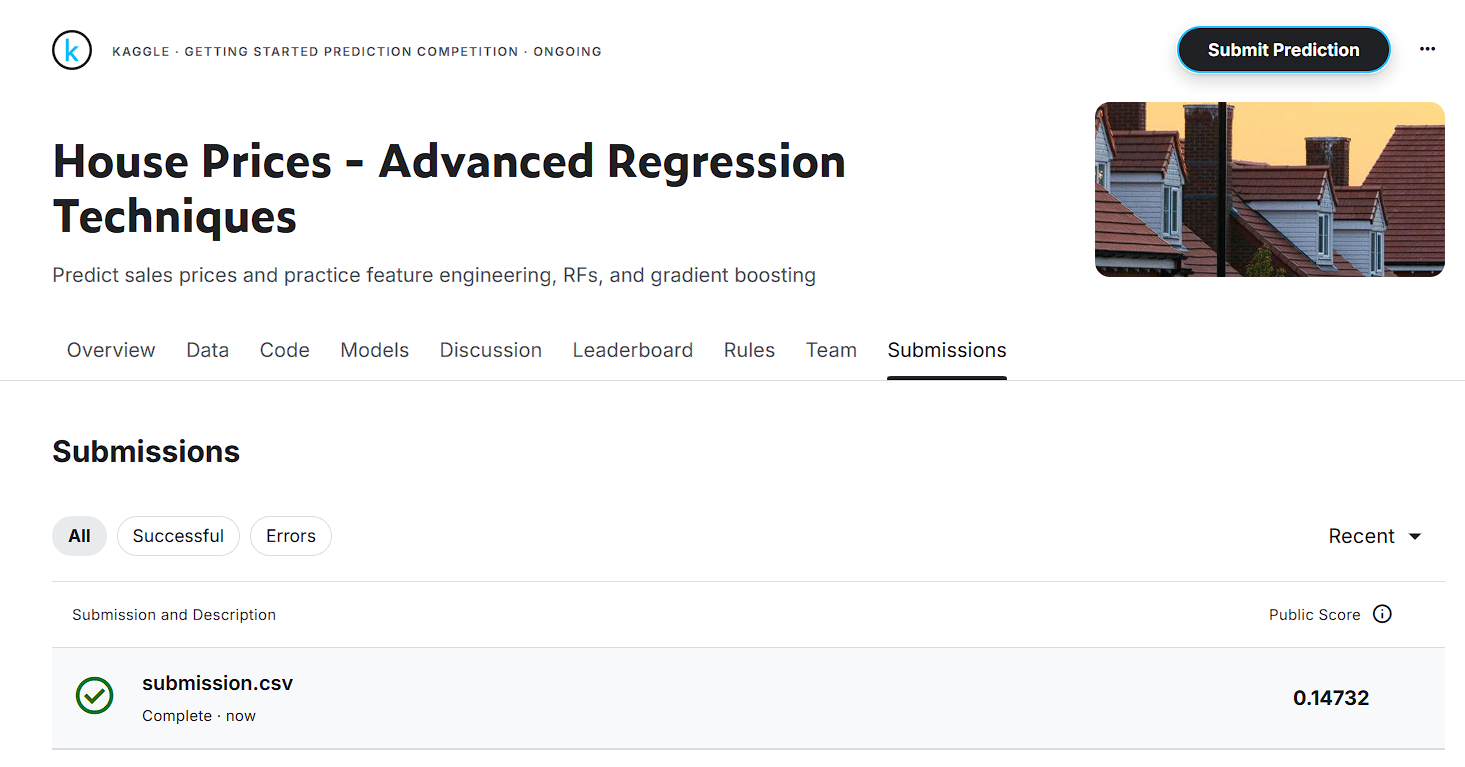 k
KAGGLE · GETTING STARTED PREDICTION COMPETITION · ONGOING
Submit Prediction
House Prices - Advanced Regression
Techniques
Predict sales prices and practice feature engineering, RFs, and gradient boosting
Overview Data Code Models Discussion Leaderboard Rules Team Submissions
Submissions
All Successful Errors Recent
Submission and Description Public Score
submission.csv
Complete · now
0.14732